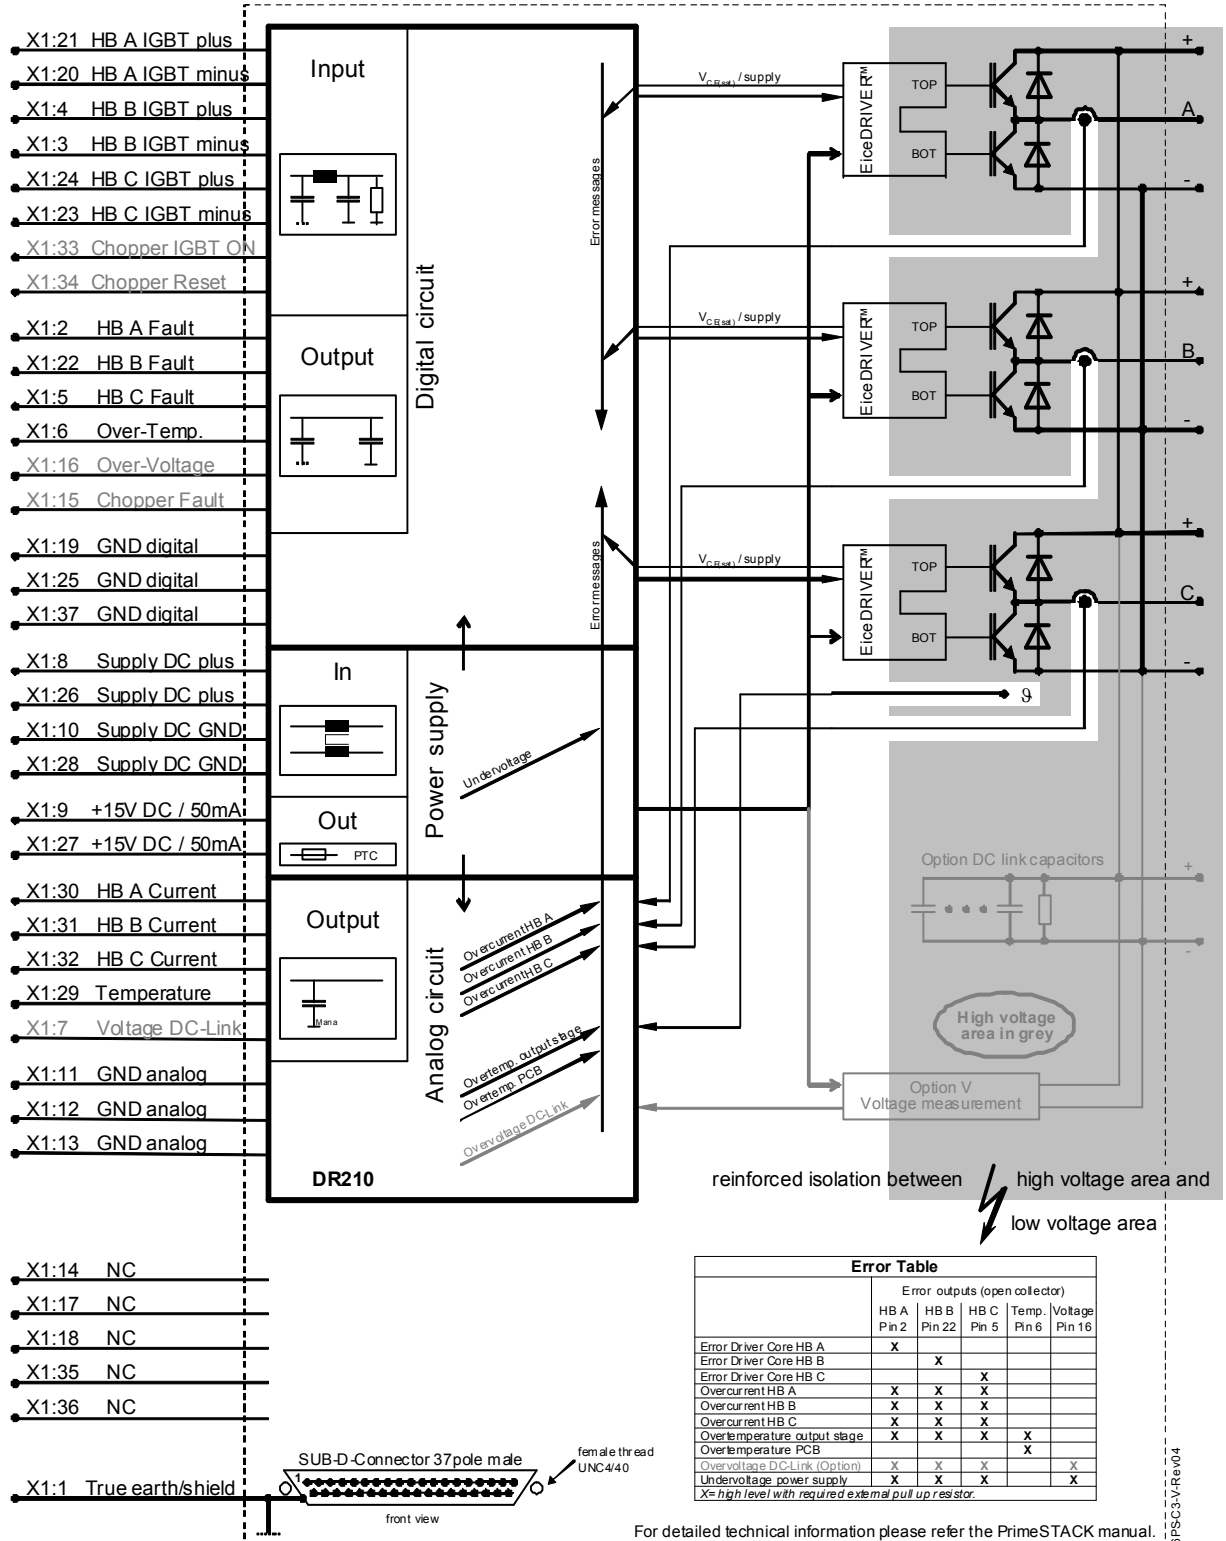 X1:21 HB A IGBT plus
X1:20 HB A IGBT minus
X1:4 HB B IGBT plus
X1:3 HB B IGBT minus
X1:24 HB C IGBT plus
X1:23 HB C IGBT minus
X1:33 Chopper IGBT ON
X1:34 Chopper Reset
X1:2 HB A Fault
X1:22 HB B Fault
X1:5 HB C Fault
X1:6 Over-Temp.
X1:16 Over-Voltage
X1:15 Chopper Fault
X1:19 GND digital
X1:25 GND digital
X1:37 GND digital
X1:8 Supply DC plus
X1:26 Supply DC plus
X1:10 Supply DC GND
X1:28 Supply DC GND
X1:9 +15V DC / 50mA
X1:27 +15V DC / 50mA
X1:30 HB A Current
X1:31 HB B Current
X1:32 HB C Current
X1:29 Temperature
X1:7 Voltage DC-Link
X1:11 GND analog
X1:12 GND analog
X1:13 GND analog
X1:14 NC
X1:17 NC
X1:18 NC
X1:35 NC
X1:36 NC
X1:1 True earth/shield
Input
Output
Digital circuit
Error messages
Error messages
In
Out
PTC
Power supply
Undervoltage
Output
Mana
Analog circuit
Overcurrent HB A
Overcurrent HB B
Overcurrent HB C
Overtemp. output stage
Overtemp. PCB
Overvoltage DC-Link
DR210
VCE(sat) / supply
EiceDRIVER™
TOP
BOT
+
A
-
VCE(sat) / supply
EiceDRIVER™
TOP
BOT
+
B
-
VCE(sat) / supply
EiceDRIVER™
TOP
BOT
+
C
-
ϑ
Option DC link capacitors
+
-
High voltage
area in grey
Option V
Voltage measurement
reinforced isolation between high voltage area and
low voltage area
Error Table
Error outputs (open collector)
HB A HB B HB C Temp. Voltage
Pin 2 Pin 22 Pin 5 Pin 6 Pin 16
Error Driver Core HB A X
Error Driver Core HB B X
Error Driver Core HB C X
Overcurrent HB A X X X
Overcurrent HB B X X X
Overcurrent HB C X X X
Overtemperature output stage X X X X
Overtemperature PCB X
Overvoltage DC-Link (Option) X X X X
Undervoltage power supply X X X X
X= high level with required external pull up resistor.
SUB-D-Connector 37pole male
1
female thread
UNC4/40
front view
For detailed technical information please refer the PrimeSTACK manual.
6PSC3-V-Rev04